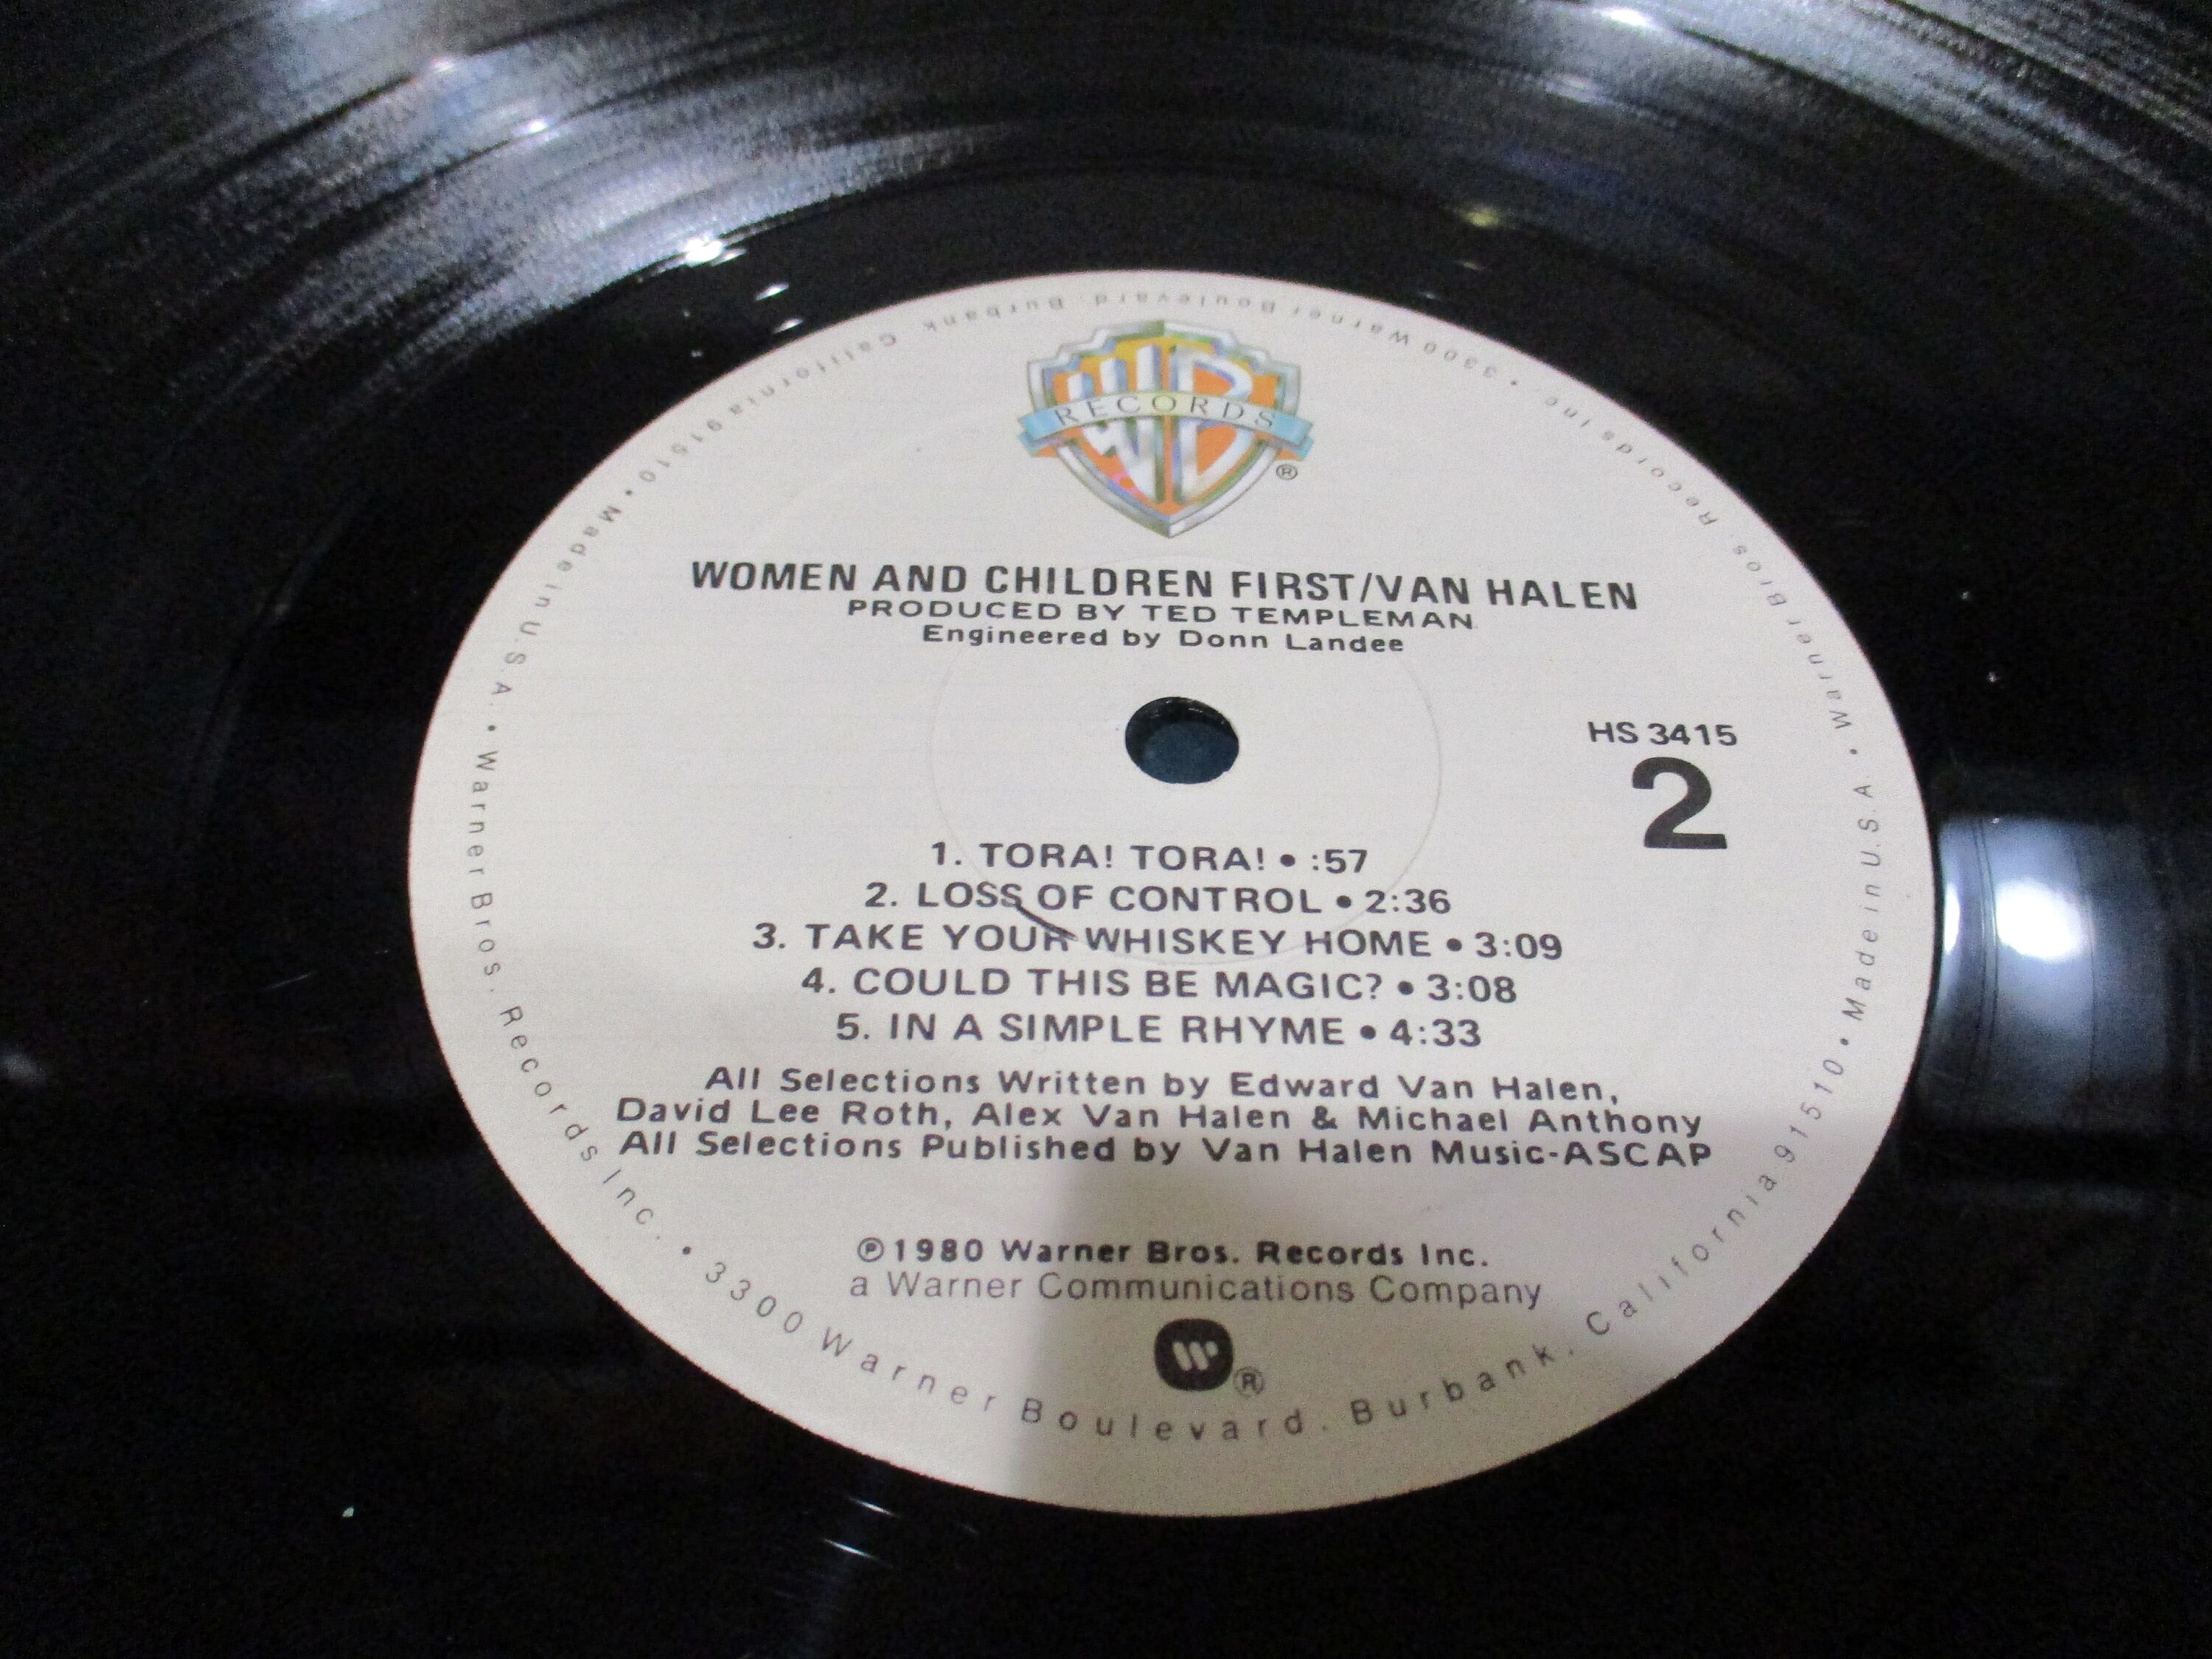 WB
RECORDS
®
WOMEN AND CHILDREN FIRST/VAN HALEN
PRODUCED BY TED TEMPLEMAN
Engineered by Donn Landee
HS 3415
2
1. TORA! TORA! • :57
2. LOSS OF CONTROL • 2:36
3. TAKE YOUR WHISKEY HOME • 3:09
4. COULD THIS BE MAGIC? • 3:08
5. IN A SIMPLE RHYME • 4:33
All Selections Written by Edward Van Halen,
David Lee Roth, Alex Van Halen & Michael Anthony
All Selections Published by Van Halen Music-ASCAP
℗1980 Warner Bros. Records Inc.
a Warner Communications Company
W®
Warner Bros. Records Inc. • 3300 Warner Boulevard. Burbank. California 91510 • Made in U.S.A. • Warner Bros. Records Inc. • 3300 Warner Boulevard. Burbank. California 91510 • Made in U.S.A. •